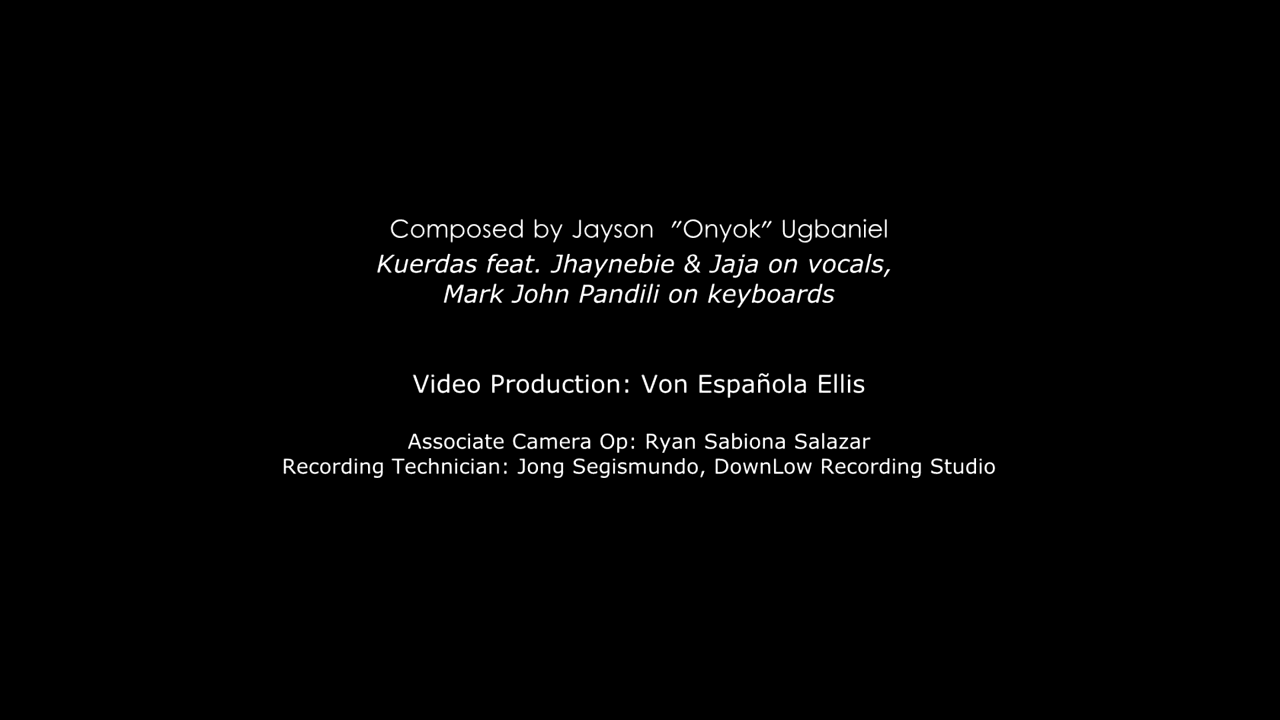 Composed by Jayson "Onyok" Ugbaniel
Kuerdas feat. Jhaynebie & Jaja on vocals,
Mark John Pandili on keyboards
Video Production: Von Española Ellis
Associate Camera Op: Ryan Sabiona Salazar
Recording Technician: Jong Segismundo, DownLow Recording Studio